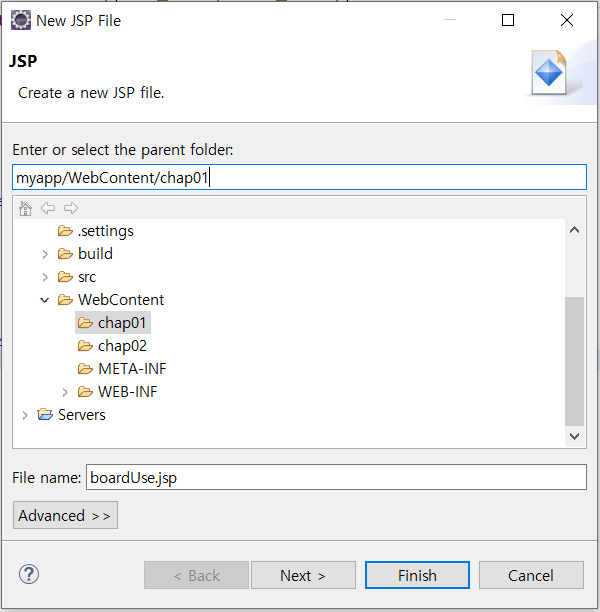 New JSP File
JSP
Create a new JSP file.
Enter or select the parent folder:
myapp/WebContent/chap01
.settings
build
src
WebContent
chap01
chap02
META-INF
WEB-INF
Servers
File name: boardUse.jsp
Advanced >>
< Back Next > Finish Cancel